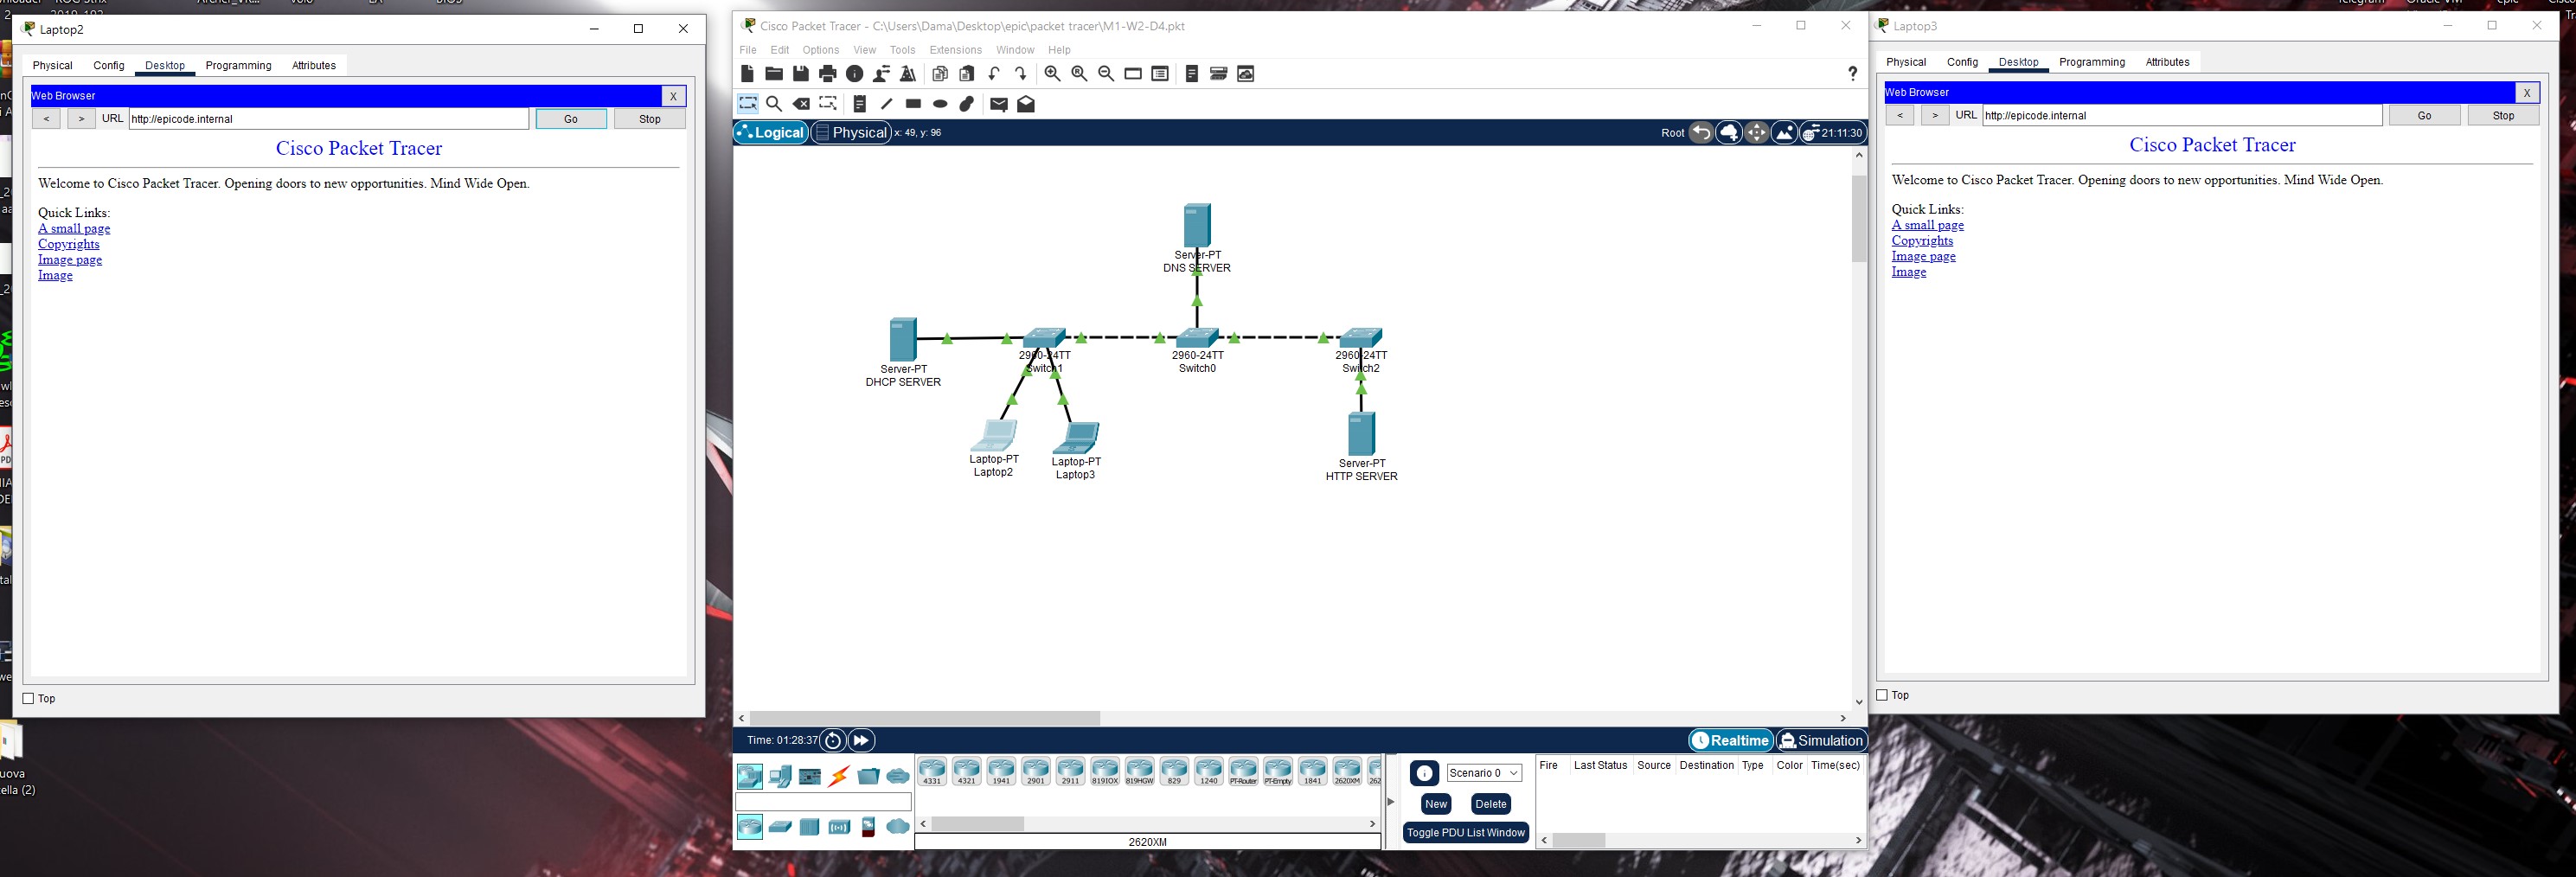 Laptop2
Physical Config Desktop Programming Attributes
Web Browser X
< > URL http://epicode.internal Go Stop
Cisco Packet Tracer
Welcome to Cisco Packet Tracer. Opening doors to new opportunities. Mind Wide Open.
Quick Links:
A small page
Copyrights
Image page
Image
Top
Cisco Packet Tracer - C:\Users\Dama\Desktop\epic\packet tracer\M1-W2-D4.pkt
File Edit Options View Tools Extensions Window Help
Logical Physical x: 49, y: 96 Root 21:11:30
Server-PT
DNS SERVER
Server-PT
DHCP SERVER
2960-24TT
Switch1
2960-24TT
Switch0
2960-24TT
Switch2
Laptop-PT
Laptop2
Laptop-PT
Laptop3
Server-PT
HTTP SERVER
Time: 01:28:37 Realtime Simulation
4331 4321 1941 2901 2911 819IOX 819HGW 829 1240 PT-Router PT-Empty 1841 2620XM 262
2620XM
Scenario 0
New Delete
Toggle PDU List Window
Fire Last Status Source Destination Type Color Time(sec)
Laptop3
Physical Config Desktop Programming Attributes
Web Browser X
< > URL http://epicode.internal Go Stop
Cisco Packet Tracer
Welcome to Cisco Packet Tracer. Opening doors to new opportunities. Mind Wide Open.
Quick Links:
A small page
Copyrights
Image page
Image
Top
uova
ella (2)